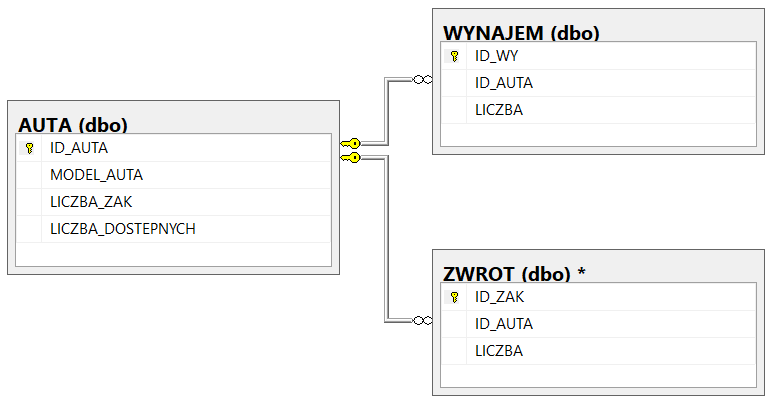 WYNAJEM (dbo)
ID_WY
ID_AUTA
LICZBA
AUTA (dbo)
ID_AUTA
MODEL_AUTA
LICZBA_ZAK
LICZBA_DOSTEPNYCH
ZWROT (dbo) *
ID_ZAK
ID_AUTA
LICZBA